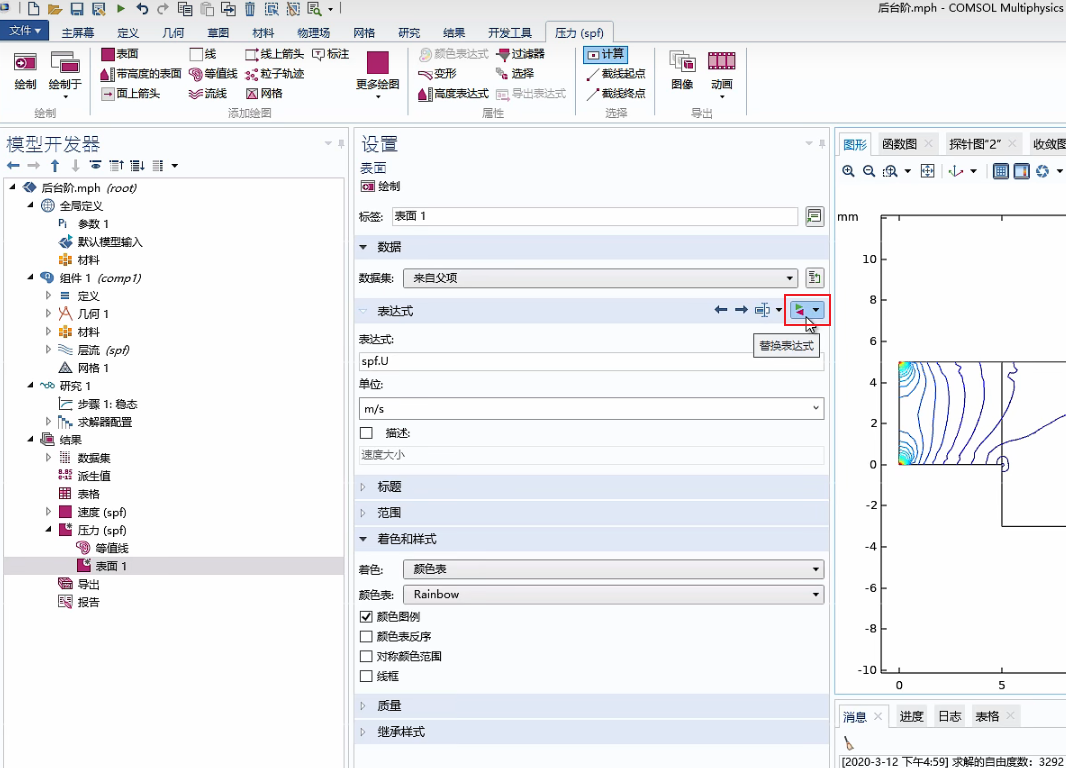 后台阶.mph - COMSOL Multiphysics
文件
主屏幕
定义
几何
草图
材料
物理场
网格
研究
结果
开发工具
压力 (spf)
绘制
绘制于
绘制
表面
线
截线上箭头
标注
带高度的表面
等值线
粒子轨迹
面上箭头
流线
网格
更多绘图
添加绘图
颜色表达式
过滤器
变形
选择
高度表达式
导出表达式
属性
计算
截线起点
截线终点
选择
图像
动画
导出
模型开发器
后台阶.mph (root)
全局定义
Pi 参数 1
默认模型输入
材料
组件 1 (comp1)
定义
几何 1
材料
层流 (spf)
网格 1
研究 1
步骤 1: 稳态
求解器配置
结果
数据集
8.85
e-12
派生值
表格
速度 (spf)
压力 (spf)
等值线
表面 1
导出
报告
设置
表面
绘制
标签: 表面 1
数据
数据集: 来自父项
表达式
替换表达式
表达式:
spf.U
单位:
m/s
描述:
速度大小
标题
范围
着色和样式
着色: 颜色表
颜色表: Rainbow
颜色图例
颜色表反序
对称颜色范围
线框
质量
继承样式
图形
函数图
探针图"2"
收敛图
mm
10
8
6
4
2
0
-2
-4
-6
-8
-10
0
5
消息
进度
日志
表格
[2020-3-12 下午4:59] 求解的自由度数: 3292